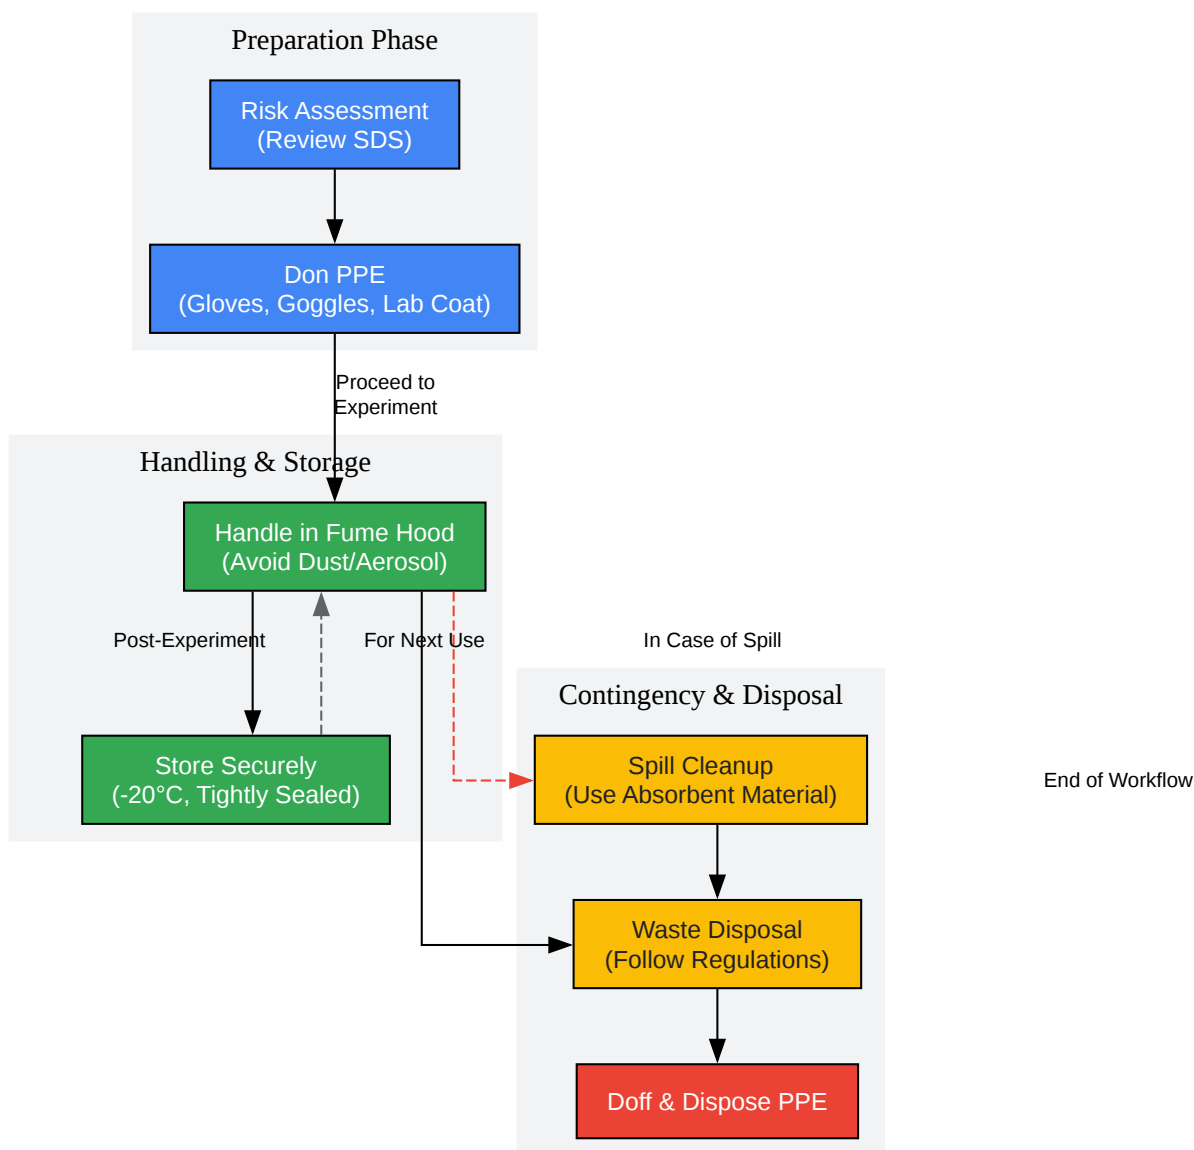 Preparation Phase
Risk Assessment
(Review SDS)
Don PPE
(Gloves, Goggles, Lab Coat)
Proceed to
Experiment
Handling & Storage
Handle in Fume Hood
(Avoid Dust/Aerosol)
Post-Experiment
For Next Use
In Case of Spill
Contingency & Disposal
Store Securely
(-20°C, Tightly Sealed)
Spill Cleanup
(Use Absorbent Material)
End of Workflow
Waste Disposal
(Follow Regulations)
Doff & Dispose PPE